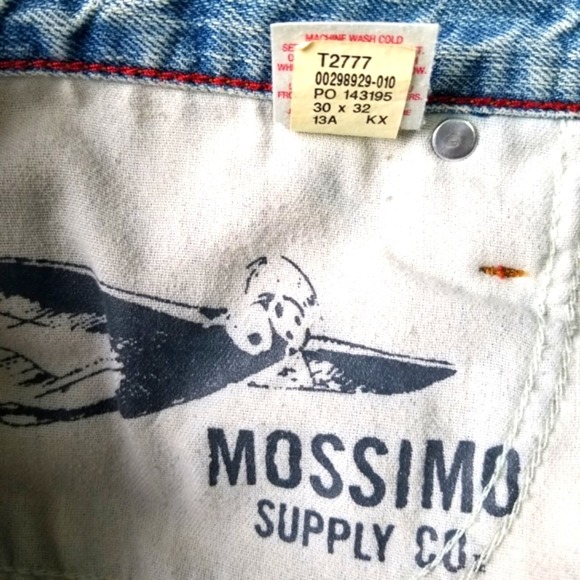 MACHINE WASH COLD
T2777
00298929-010
PO 143195
30 x 32
13A KX
MOSSIMO
SUPPLY CO.